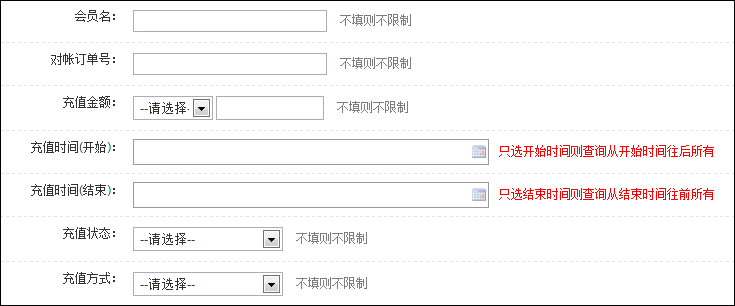 会员名： 不填则不限制
对帐订单号： 不填则不限制
充值金额： --请选择- 不填则不限制
充值时间(开始)： 只选开始时间则查询从开始时间往后所有
充值时间(结束)： 只选结束时间则查询从结束时间往前所有
充值状态： --请选择-- 不填则不限制
充值方式： --请选择-- 不填则不限制